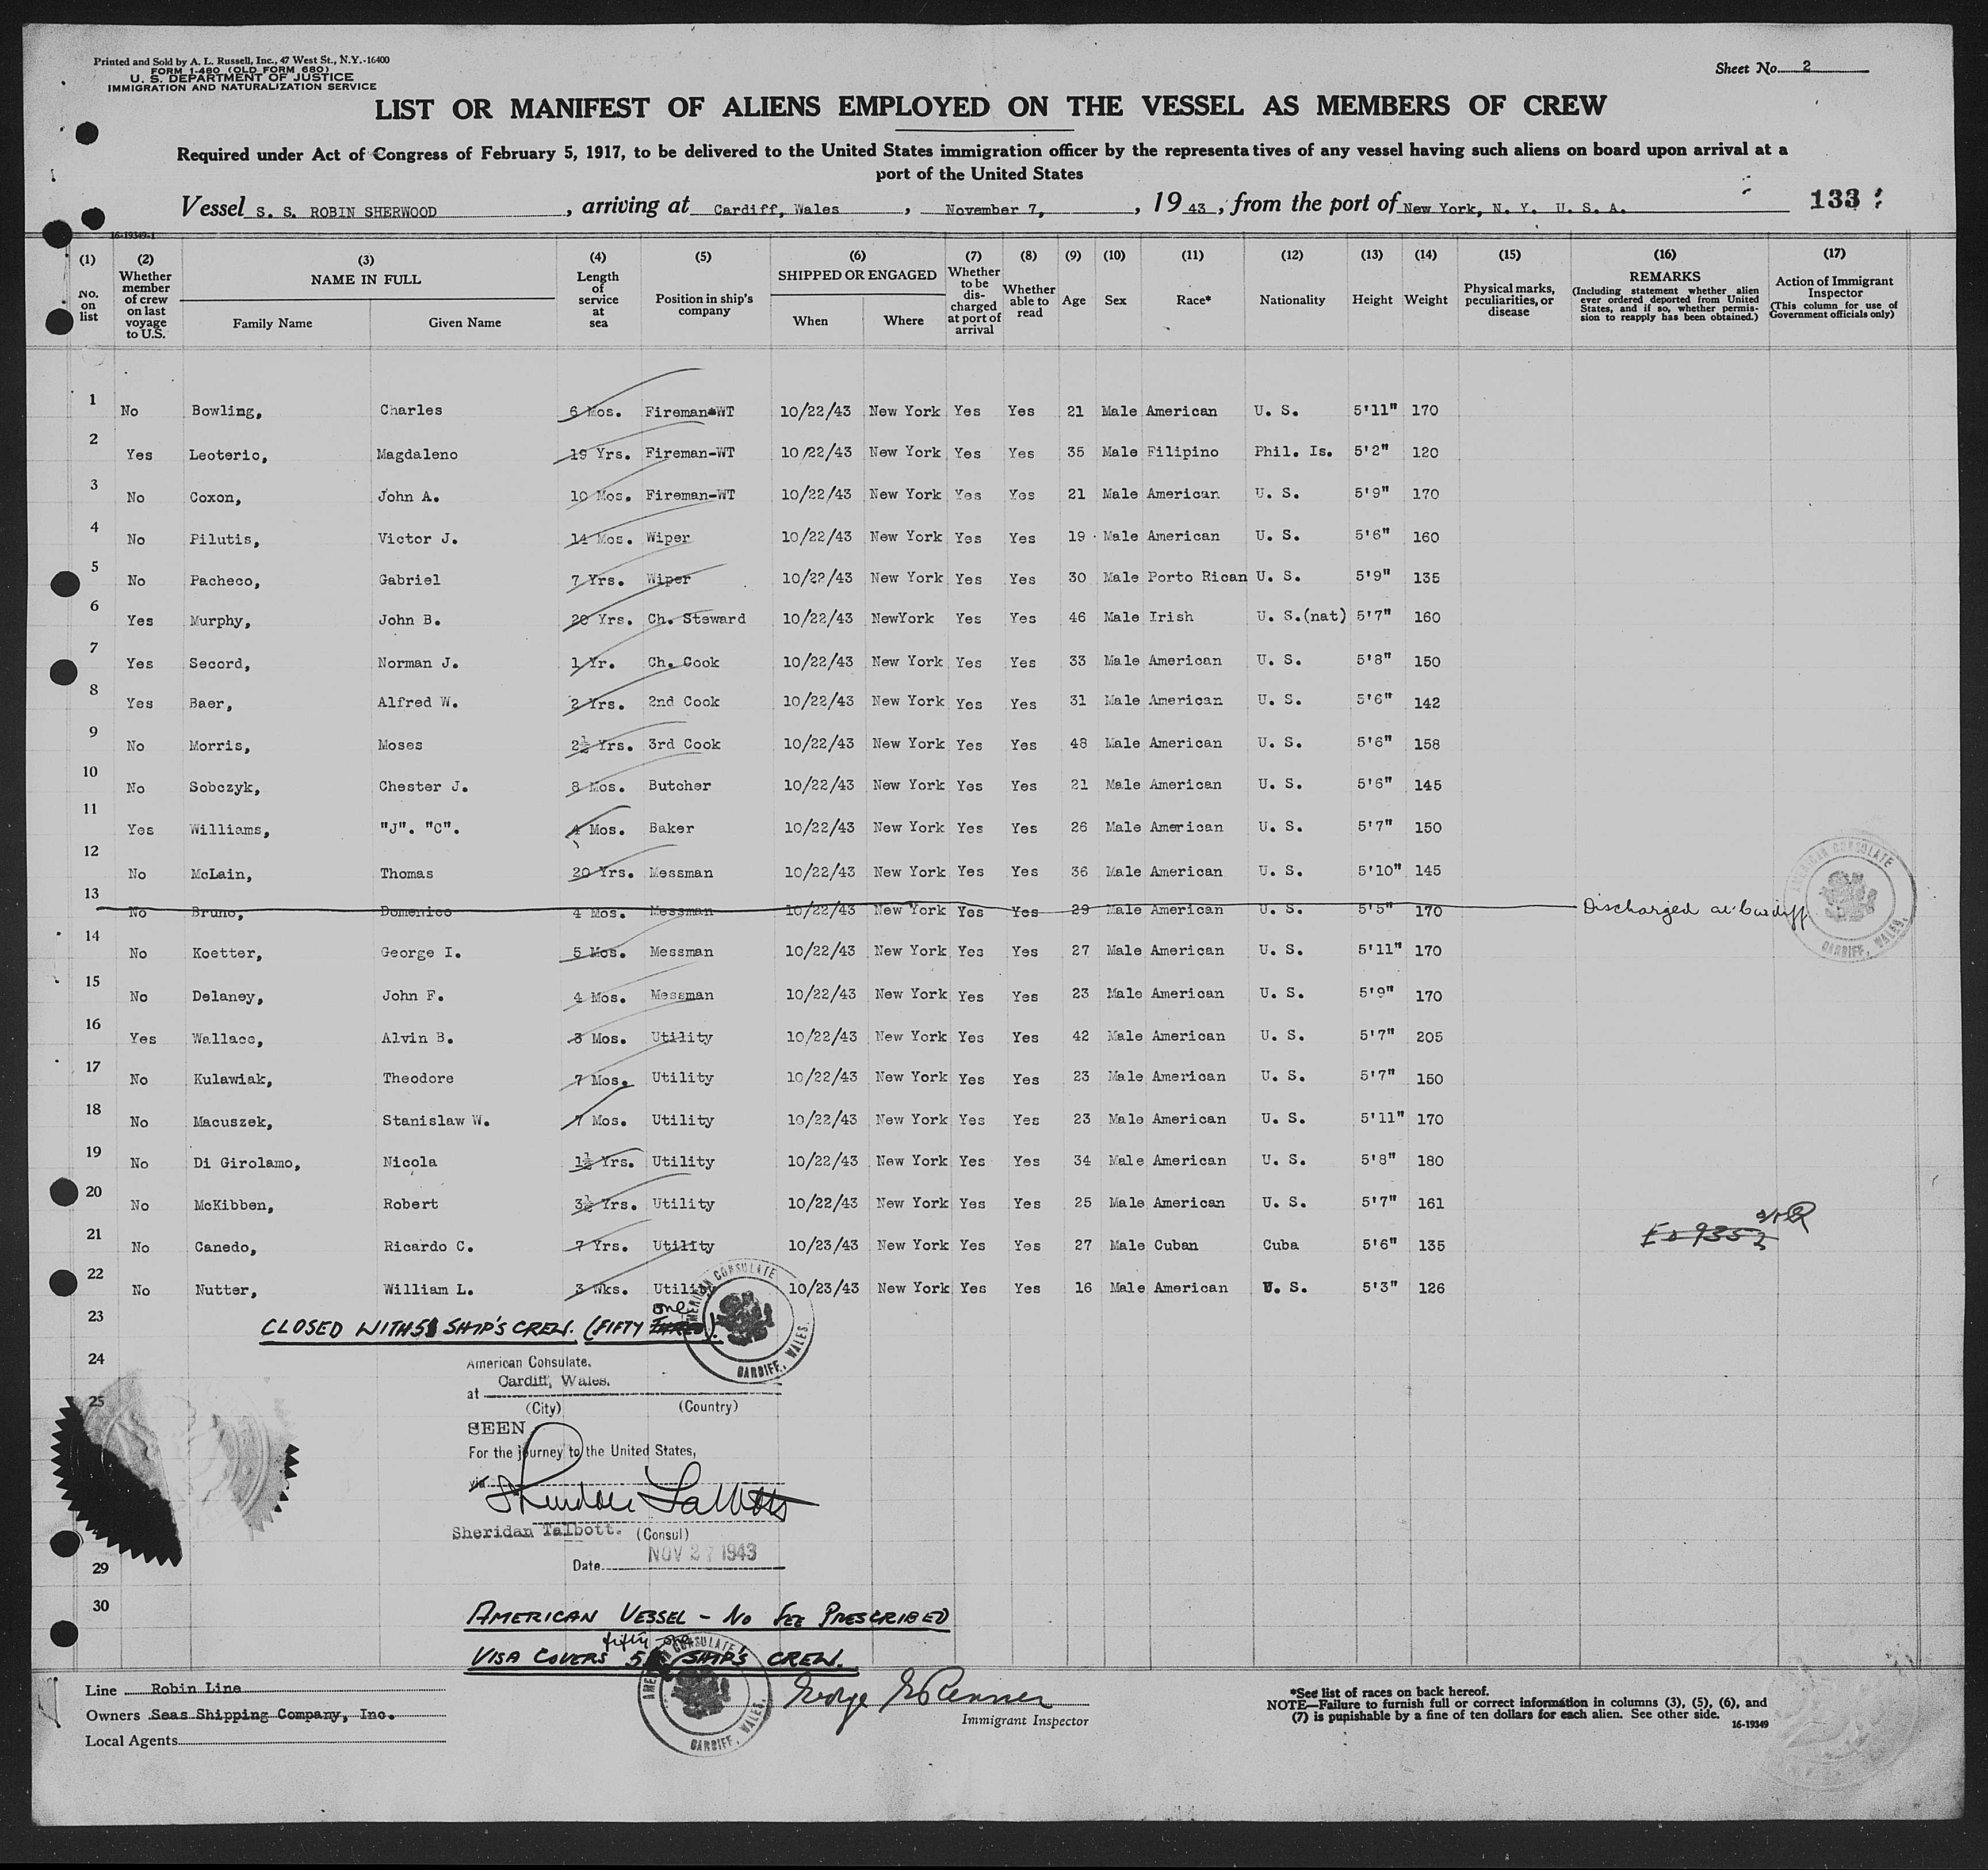 Printed and Sold by A. L. Russell, Inc., 47 West St., N.Y.-16400
FORM I-480 (OLD FORM 680)
U. S. DEPARTMENT OF JUSTICE
IMMIGRATION AND NATURALIZATION SERVICE
Sheet No. 2
LIST OR MANIFEST OF ALIENS EMPLOYED ON THE VESSEL AS MEMBERS OF CREW
Required under Act of Congress of February 5, 1917, to be delivered to the United States immigration officer by the representatives of any vessel having such aliens on board upon arrival at a
port of the United States
Vessel S. S. ROBIN SHERWOOD, arriving at Cardiff, Wales, November 7, 1943, from the port of New York, N. Y. U. S. A. 133
16-19349-1
(1) No. on list
(2) Whether member of crew on last voyage to U.S.
(3) NAME IN FULL Family Name Given Name
(4) Length of service at sea
(5) Position in ship's company
(6) SHIPPED OR ENGAGED When Where
(7) Whether to be discharged at port of arrival
(8) Whether able to read
(9) Age
(10) Sex
(11) Race*
(12) Nationality
(13) Height
(14) Weight
(15) Physical marks, peculiarities, or disease
(16) REMARKS (Including statement whether alien ever ordered deported from United States, and if so, whether permission to reapply has been obtained.)
(17) Action of Immigrant Inspector (This column for use of Government officials only)
1 No Bowling, Charles 6 Mos. Fireman-WT 10/22/43 New York Yes Yes 21 Male American U. S. 5'11" 170
2 Yes Leoteric, Magdaleno 19 Yrs. Fireman-WT 10/22/43 New York Yes Yes 35 Male Filipino Phil. Is. 5'2" 120
3 No Coxon, John A. 10 Mos. Fireman-WT 10/22/43 New York Yes Yes 21 Male American U. S. 5'9" 170
4 No Pilutis, Victor J. 14 Mos. Wiper 10/22/43 New York Yes Yes 19 Male American U. S. 5'6" 160
5 No Pacheco, Gabriel 7 Yrs. Wiper 10/22/43 New York Yes Yes 30 Male Porto Rican U. S. 5'9" 135
6 Yes Murphy, John B. 20 Yrs. Ch. Steward 10/22/43 NewYork Yes Yes 46 Male Irish U. S.(nat) 5'7" 160
7 Yes Secord, Norman J. 1 Yr. Ch. Cook 10/22/43 New York Yes Yes 33 Male American U. S. 5'8" 150
8 Yes Baer, Alfred W. 2 Yrs. 2nd Cook 10/22/43 New York Yes Yes 31 Male American U. S. 5'6" 142
9 No Morris, Moses 2½ Yrs. 3rd Cook 10/22/43 New York Yes Yes 48 Male American U. S. 5'6" 158
10 No Sobczyk, Chester J. 8 Mos. Butcher 10/22/43 New York Yes Yes 21 Male American U. S. 5'6" 145
11 Yes Williams, "J". "C". 4 Mos. Baker 10/22/43 New York Yes Yes 26 Male American U. S. 5'7" 150
12 No McLain, Thomas 20 Yrs. Messman 10/22/43 New York Yes Yes 36 Male American U. S. 5'10" 145
13 No Bruno, Domenico 4 Mos. Messman 10/22/43 New York Yes Yes 29 Male American U. S. 5'5" 170 Discharged at Cardiff
AMERICAN CONSULATE CARDIFF, WALES.
14 No Koetter, George I. 5 Mos. Messman 10/22/43 New York Yes Yes 27 Male American U. S. 5'11" 170
15 No Delaney, John F. 4 Mos. Messman 10/22/43 New York Yes Yes 23 Male American U. S. 5'9" 170
16 Yes Wallace, Alvin B. 3 Mos. Utility 10/22/43 New York Yes Yes 42 Male American U. S. 5'7" 205
17 No Kulawiak, Theodore 7 Mos. Utility 10/22/43 New York Yes Yes 23 Male American U. S. 5'7" 150
18 No Macuszek, Stanislaw W. 7 Mos. Utility 10/22/43 New York Yes Yes 23 Male American U. S. 5'11" 170
19 No Di Girolamo, Nicola 1½ Yrs. Utility 10/22/43 New York Yes Yes 34 Male American U. S. 5'8" 180
20 No McKibben, Robert 3½ Yrs. Utility 10/22/43 New York Yes Yes 25 Male American U. S. 5'7" 161
21 No Canedo, Ricardo C. 7 Yrs. Utility 10/23/43 New York Yes Yes 27 Male Cuban Cuba 5'6" 135
22 No Nutter, William L. 3 Wks. Utility 10/23/43 New York Yes Yes 16 Male American U. S. 5'3" 126
23 CLOSED WITH 51 SHIP'S CREW. (FIFTY one).
AMERICAN CONSULATE CARDIFF, WALES.
24
American Consulate.
at Cardiff, Wales.
25
(City) (Country)
SEEN
For the journey to the United States,
via
Sheridan Talbott
Sheridan Talbott. (Consul)
Date NOV 27 1943
29
30
AMERICAN VESSEL - NO FEE PRESCRIBED
fifty-one
VISA COVERS 51 SHIP'S CREW.
AMERICAN CONSULATE CARDIFF, WALES.
Line Robin Line
Owners Seas Shipping Company, Inc.
Local Agents
Immigrant Inspector
*See list of races on back hereof.
NOTE—Failure to furnish full or correct information in columns (3), (5), (6), and
(7) is punishable by a fine of ten dollars for each alien. See other side.
16-19349